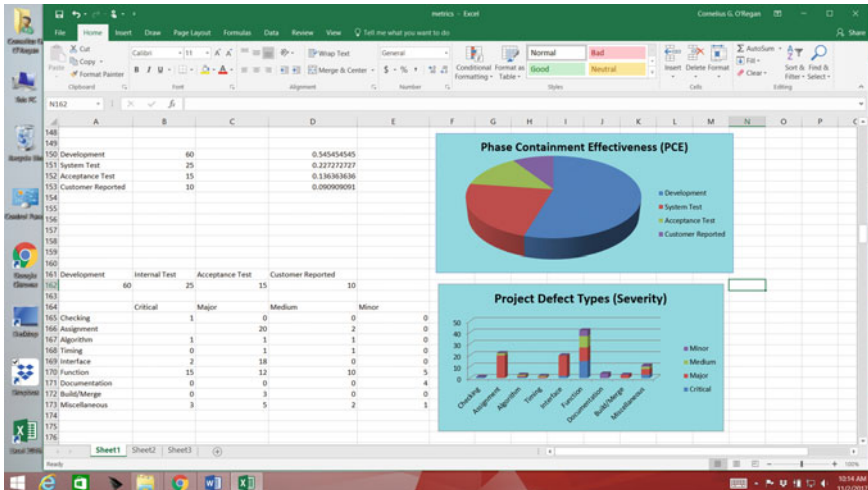 metrics - Excel
Cornelius G. O'Regan
File Home Insert Draw Page Layout Formulas Data Review View Tell me what you want to do
Share
Cut
Copy
Format Painter
Paste
Clipboard
Calibri 11
B I U
Font
Wrap Text
Merge & Center
Alignment
General
$ % ,
Number
Conditional Formatting Format as Table
Normal Bad
Good Neutral
Styles
Insert Delete Format
Cells
AutoSum
Fill
Clear
Sort & Filter Find & Select
Editing
N162
fx
A B C D E F G H I J K L M N O P
148
149
150 Development 60 0.545454545
151 System Test 25 0.227272727
152 Acceptance Test 15 0.136363636
153 Customer Reported 10 0.090909091
154
155
156
157
158
159
160
161 Development Internal Test Acceptance Test Customer Reported
162 60 25 15 10
163
164 Critical Major Medium Minor
165 Checking 1 0 0 0
166 Assignment 20 2 0
167 Algorithm 1 1 1 0
168 Timing 0 1 1 0
169 Interface 2 18 0 0
170 Function 15 12 10 5
171 Documentation 0 0 0 4
172 Build/Merge 0 3 0 0
173 Miscellaneous 3 5 2 1
174
175
176
Phase Containment Effectiveness (PCE)
Development
System Test
Acceptance Test
Customer Reported
Project Defect Types (Severity)
50
40
30
20
10
0
Checking
Assignment
Algorithm
Timing
Interface
Function
Documentation
Build/Merge
Miscellaneous
Minor
Medium
Major
Critical
Sheet1 Sheet2 Sheet3
Ready
100%
This PC
Google Chrome
Desktop
10:14 AM